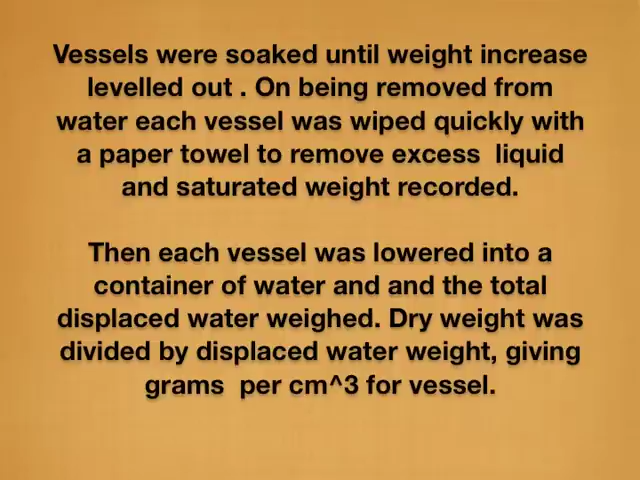 Vessels were soaked until weight increase
levelled out . On being removed from
water each vessel was wiped quickly with
a paper towel to remove excess  liquid
and saturated weight recorded.

Then each vessel was lowered into a
container of water and and the total
displaced water weighed. Dry weight was
divided by displaced water weight, giving
grams  per cm^3 for vessel.